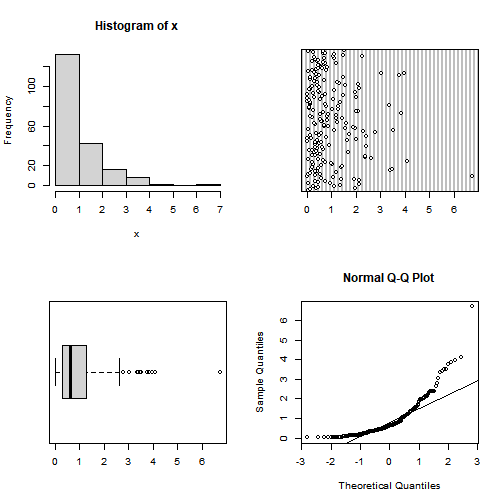 Histogram of x
Frequency
0 20 60 120
0 1 2 3 4 5 6 7
x
0 1 2 3 4 5 6
0 1 2 3 4 5 6
Normal Q-Q Plot
Sample Quantiles
0 1 2 3 4 5 6
-3 -2 -1 0 1 2 3
Theoretical Quantiles